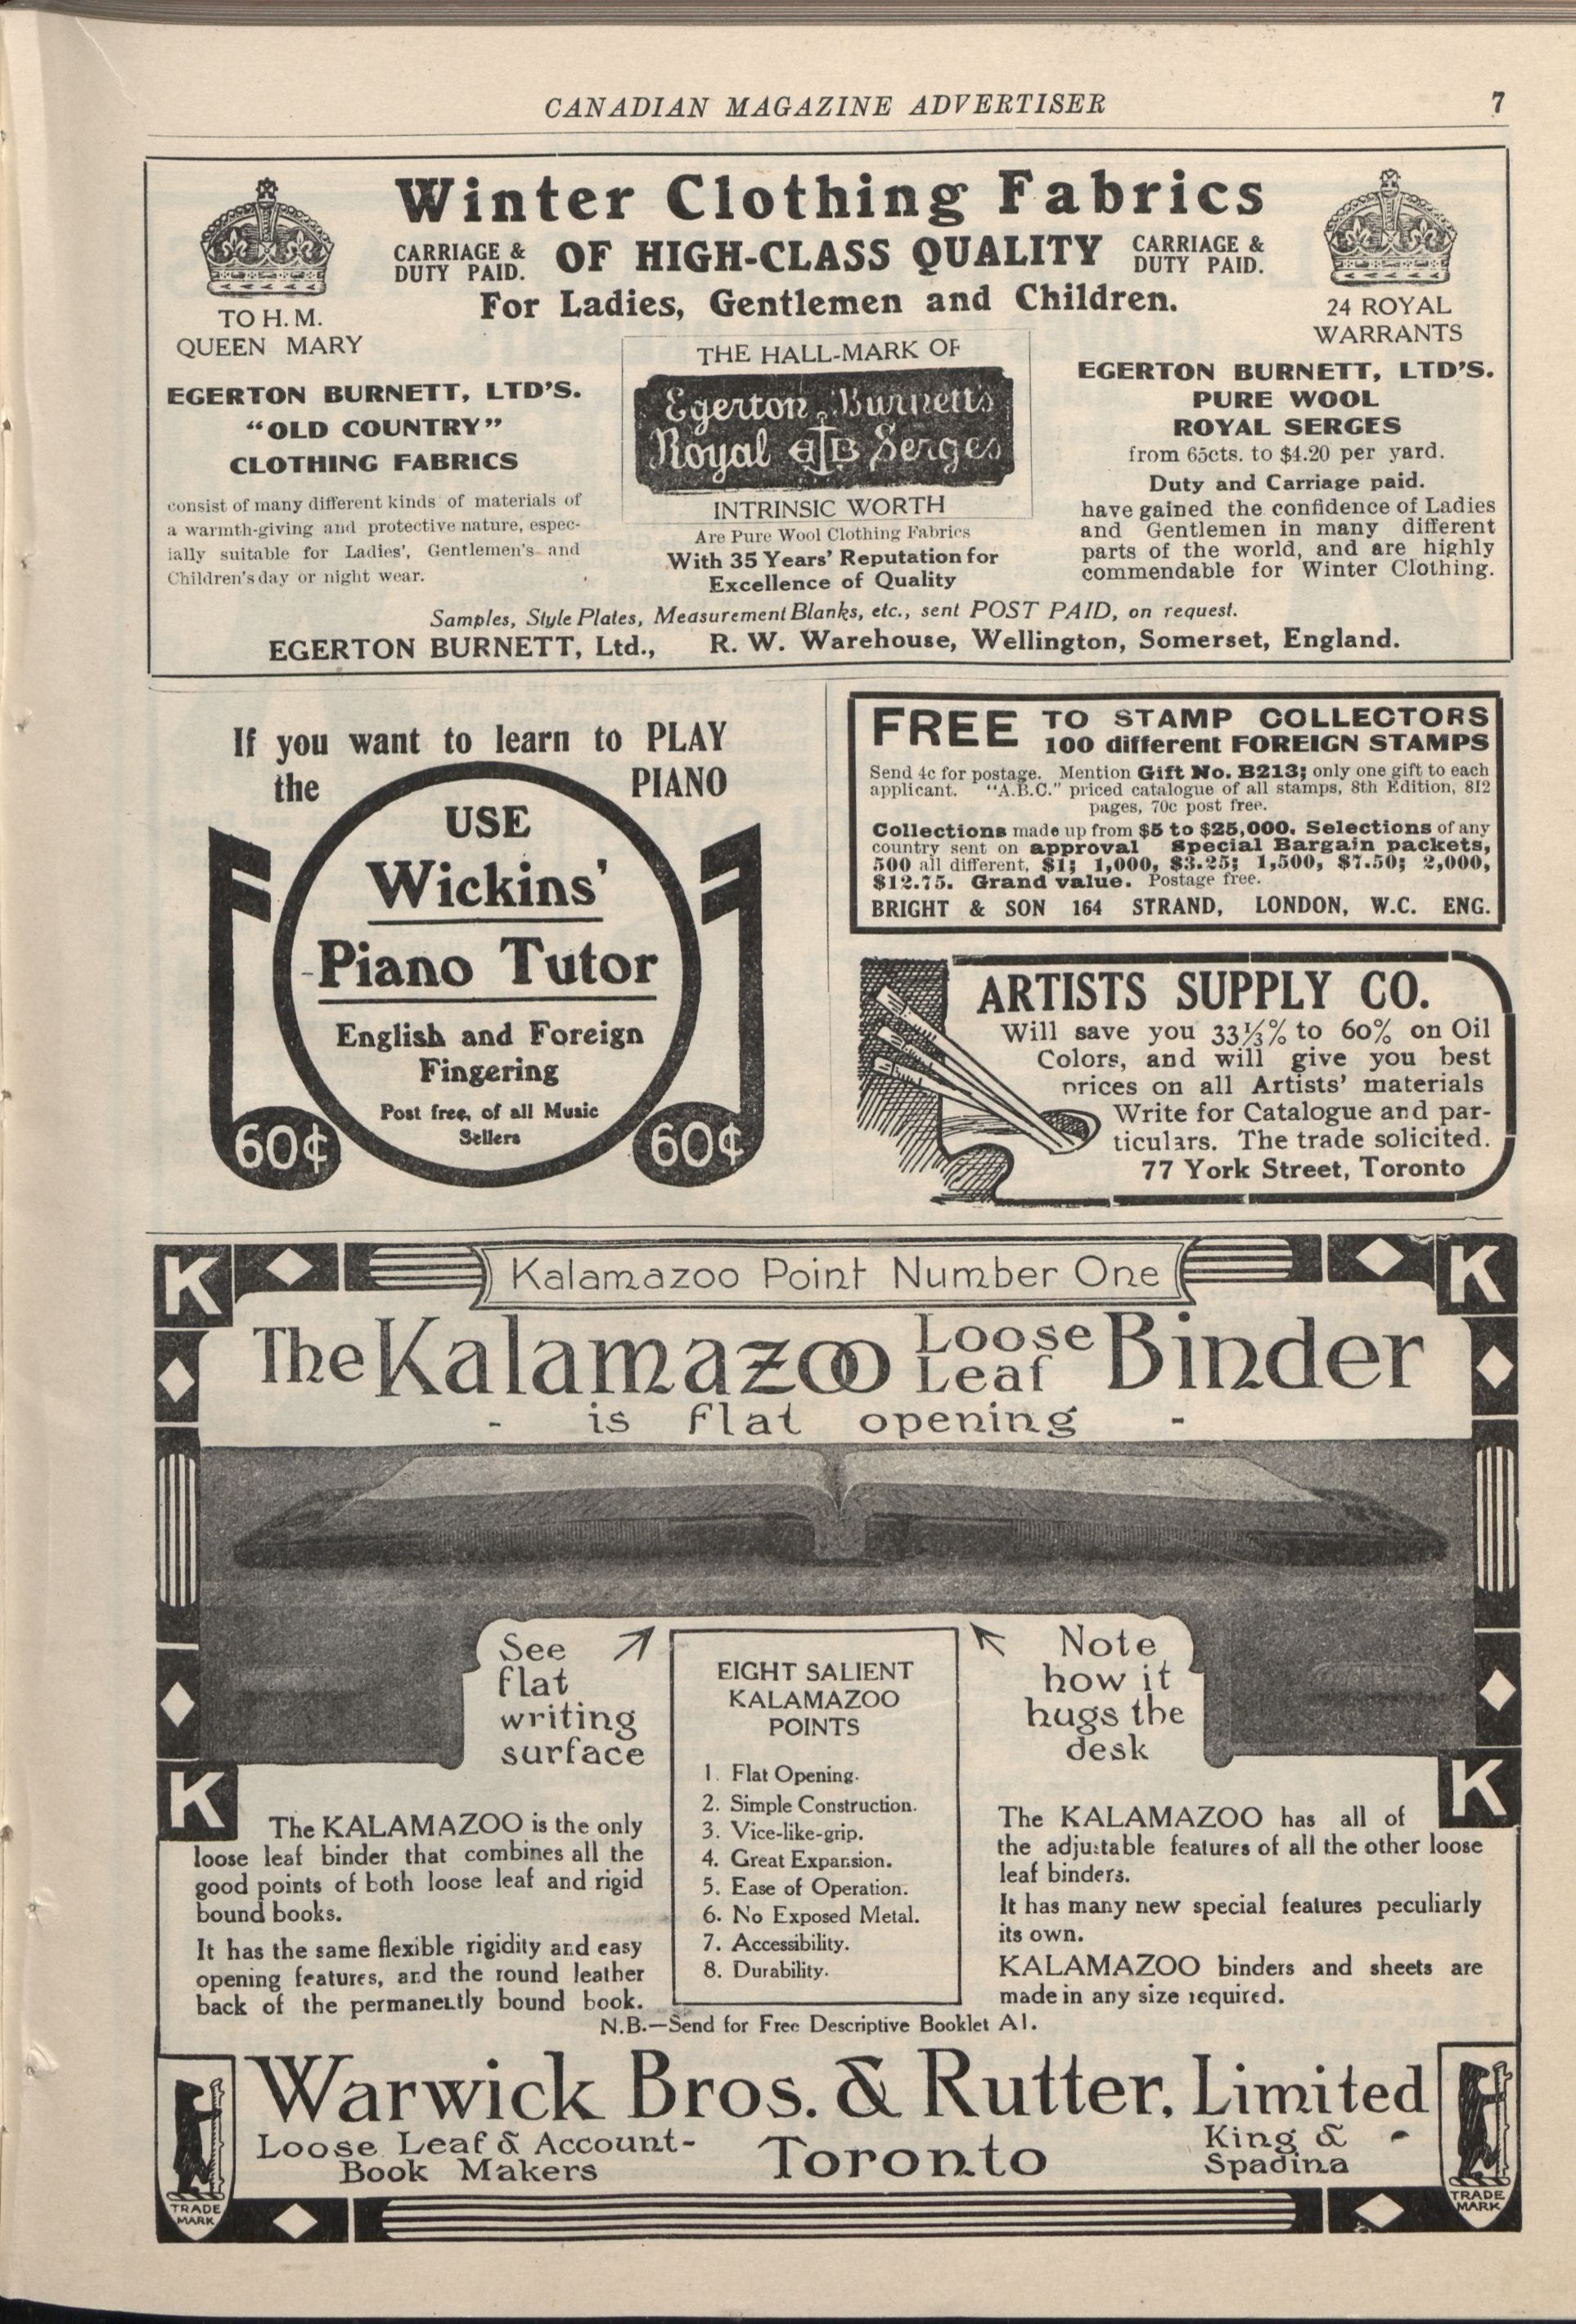 CANADIAN MAGAZINE ADVERTISER 7
Winter Clothing Fabrics
CARRIAGE & DUTY PAID. OF HIGH-CLASS QUALITY CARRIAGE & DUTY PAID.
For Ladies, Gentlemen and Children.
TO H. M.
QUEEN MARY
EGERTON BURNETT, LTD'S.
"OLD COUNTRY"
CLOTHING FABRICS
consist of many different kinds of materials of
a warmth-giving and protective nature, espec-
ially suitable for Ladies', Gentlemen's and
Children's day or night wear.
THE HALL-MARK OF
Egerton Burnett's
Royal EB Serges
INTRINSIC WORTH
Are Pure Wool Clothing Fabrics
With 35 Years' Reputation for
Excellence of Quality
24 ROYAL
WARRANTS
EGERTON BURNETT, LTD'S.
PURE WOOL
ROYAL SERGES
from 65cts. to $4.20 per yard.
Duty and Carriage paid.
have gained the confidence of Ladies
and Gentlemen in many different
parts of the world, and are highly
commendable for Winter Clothing.
Samples, Style Plates, Measurement Blanks, etc., sent POST PAID, on request.
EGERTON BURNETT, Ltd., R. W. Warehouse, Wellington, Somerset, England.
If you want to learn to PLAY
the PIANO
USE
Wickins'
Piano Tutor
English and Foreign
Fingering
Post free, of all Music
Sellers
60¢ 60¢
FREE TO STAMP COLLECTORS
100 different FOREIGN STAMPS
Send 4c for postage. Mention Gift No. B213; only one gift to each
applicant. "A.B.C." priced catalogue of all stamps, 8th Edition, 812
pages, 70c post free.
Collections made up from $5 to $25,000. Selections of any
country sent on approval Special Bargain packets,
500 all different, $1; 1,000, $3.25; 1,500, $7.50; 2,000,
$12.75. Grand value. Postage free.
BRIGHT & SON 164 STRAND, LONDON, W.C. ENG.
ARTISTS SUPPLY CO.
Will save you 33⅓% to 60% on Oil
Colors, and will give you best
prices on all Artists' materials
Write for Catalogue and par-
ticulars. The trade solicited.
77 York Street, Toronto
K K
Kalamazoo Point Number One
The Kalamazoo Loose Leaf Binder
- is flat opening -
See
flat
writing
surface
EIGHT SALIENT
KALAMAZOO
POINTS
1. Flat Opening.
2. Simple Construction.
3. Vice-like-grip.
4. Great Expansion.
5. Ease of Operation.
6. No Exposed Metal.
7. Accessibility.
8. Durability.
Note
how it
hugs the
desk
K K
The KALAMAZOO is the only
loose leaf binder that combines all the
good points of both loose leaf and rigid
bound books.
It has the same flexible rigidity and easy
opening features, and the round leather
back of the permanently bound book.
The KALAMAZOO has all of
the adjustable features of all the other loose
leaf binders.
It has many new special features peculiarly
its own.
KALAMAZOO binders and sheets are
made in any size required.
N.B.—Send for Free Descriptive Booklet A1.
Warwick Bros. & Rutter, Limited
Loose Leaf & Account-
Book Makers
Toronto
King &
Spadina
TRADE
MARK
TRADE
MARK